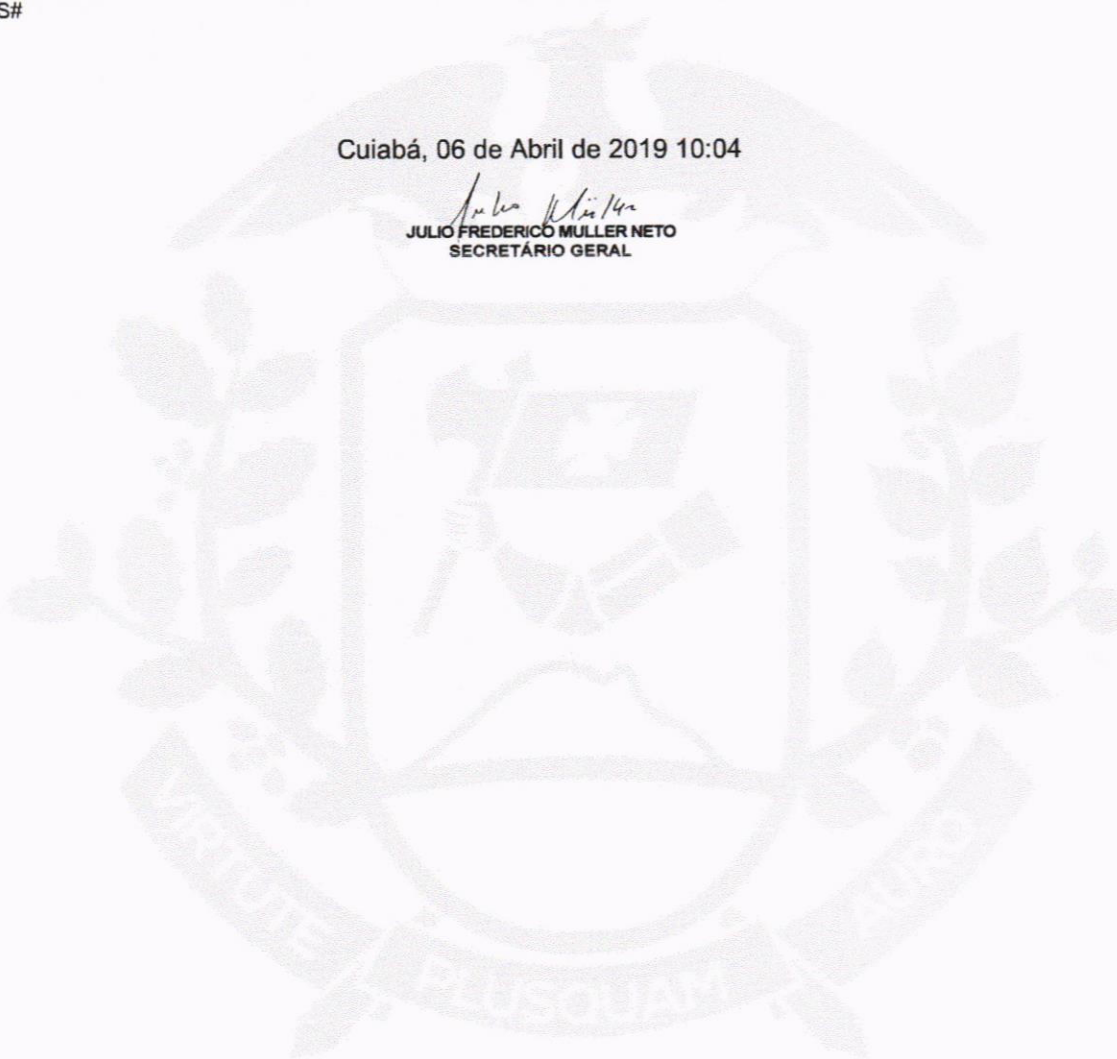 S#
Cuiabá, 06 de Abril de 2019 10:04
JULIO FREDERICO MULLER NETO
SECRETÁRIO GERAL
VIRTUTE
PLUSQUAM
AURO